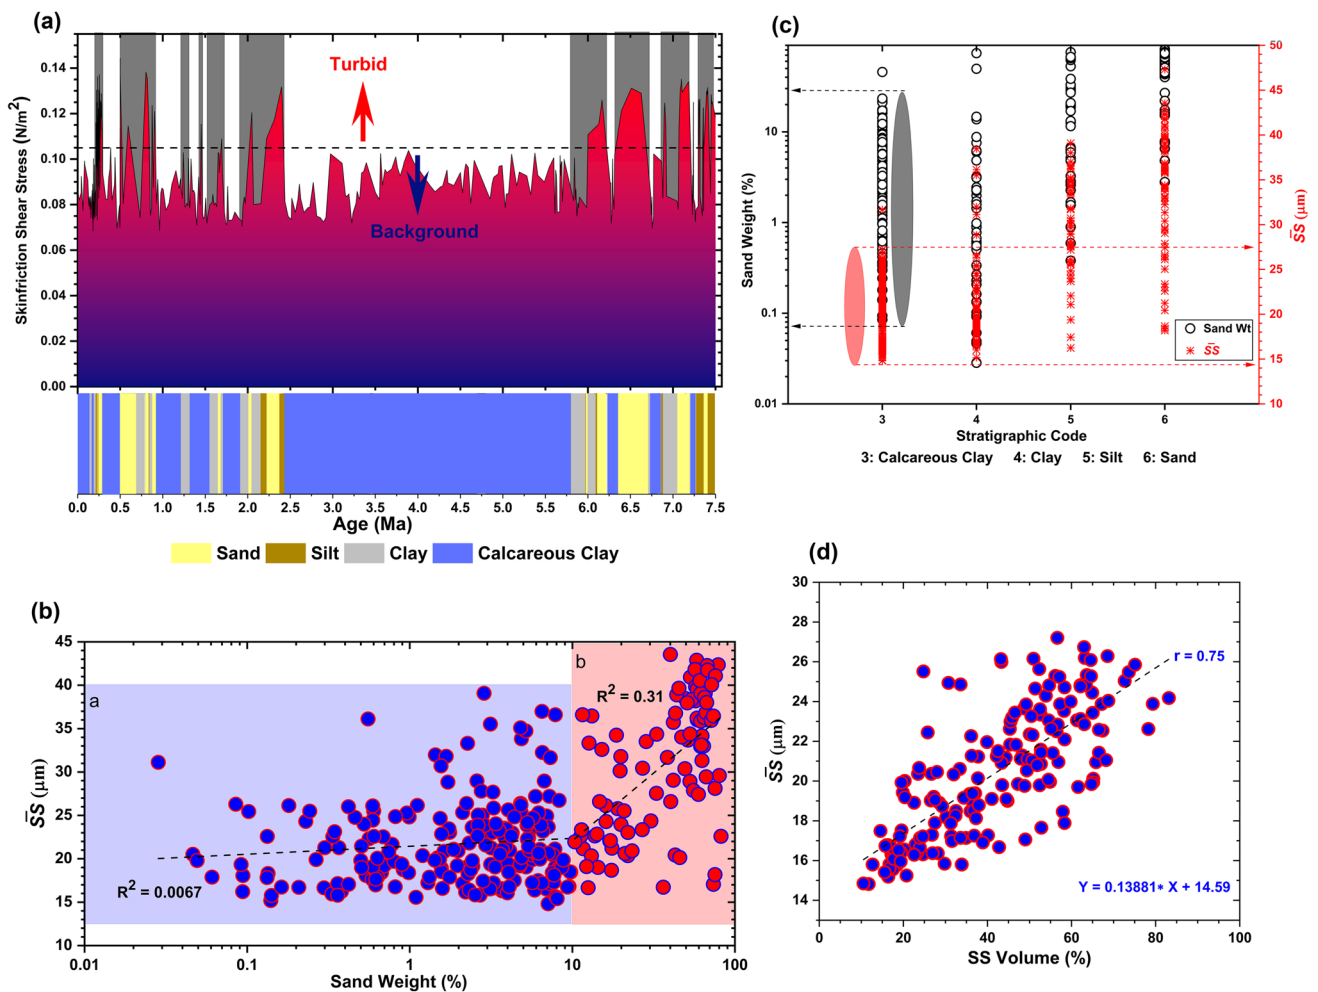 (a)
Skinfriction Shear Stress (N/m²)
0.14
0.12
0.10
0.08
0.06
0.04
0.02
0.00
Turbid
Background
0.0 0.5 1.0 1.5 2.0 2.5 3.0 3.5 4.0 4.5 5.0 5.5 6.0 6.5 7.0 7.5
Age (Ma)
Sand Silt Clay Calcareous Clay
(c)
Sand Weight (%)
10
1
0.1
0.01
50
45
40
35
30
25
20
15
10
S̅S̅ (µm)
Sand Wt
S̅S̅
3 4 5 6
Stratigraphic Code
3: Calcareous Clay 4: Clay 5: Silt 6: Sand
(b)
S̅S̅ (µm)
45
40
35
30
25
20
15
10
a
b
R² = 0.31
R² = 0.0067
0.01 0.1 1 10 100
Sand Weight (%)
(d)
S̅S̅ (µm)
30
28
26
24
22
20
18
16
14
r = 0.75
Y = 0.13881* X + 14.59
0 20 40 60 80 100
SS Volume (%)